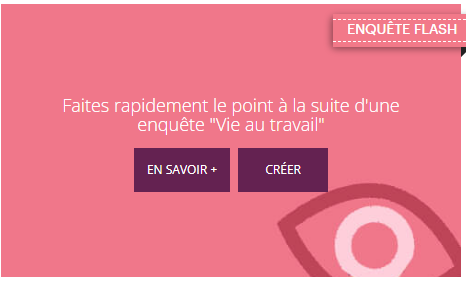 ENQUÊTE FLASH
Faites rapidement le point à la suite d'une
enquête "Vie au travail"
EN SAVOIR +
CRÉER